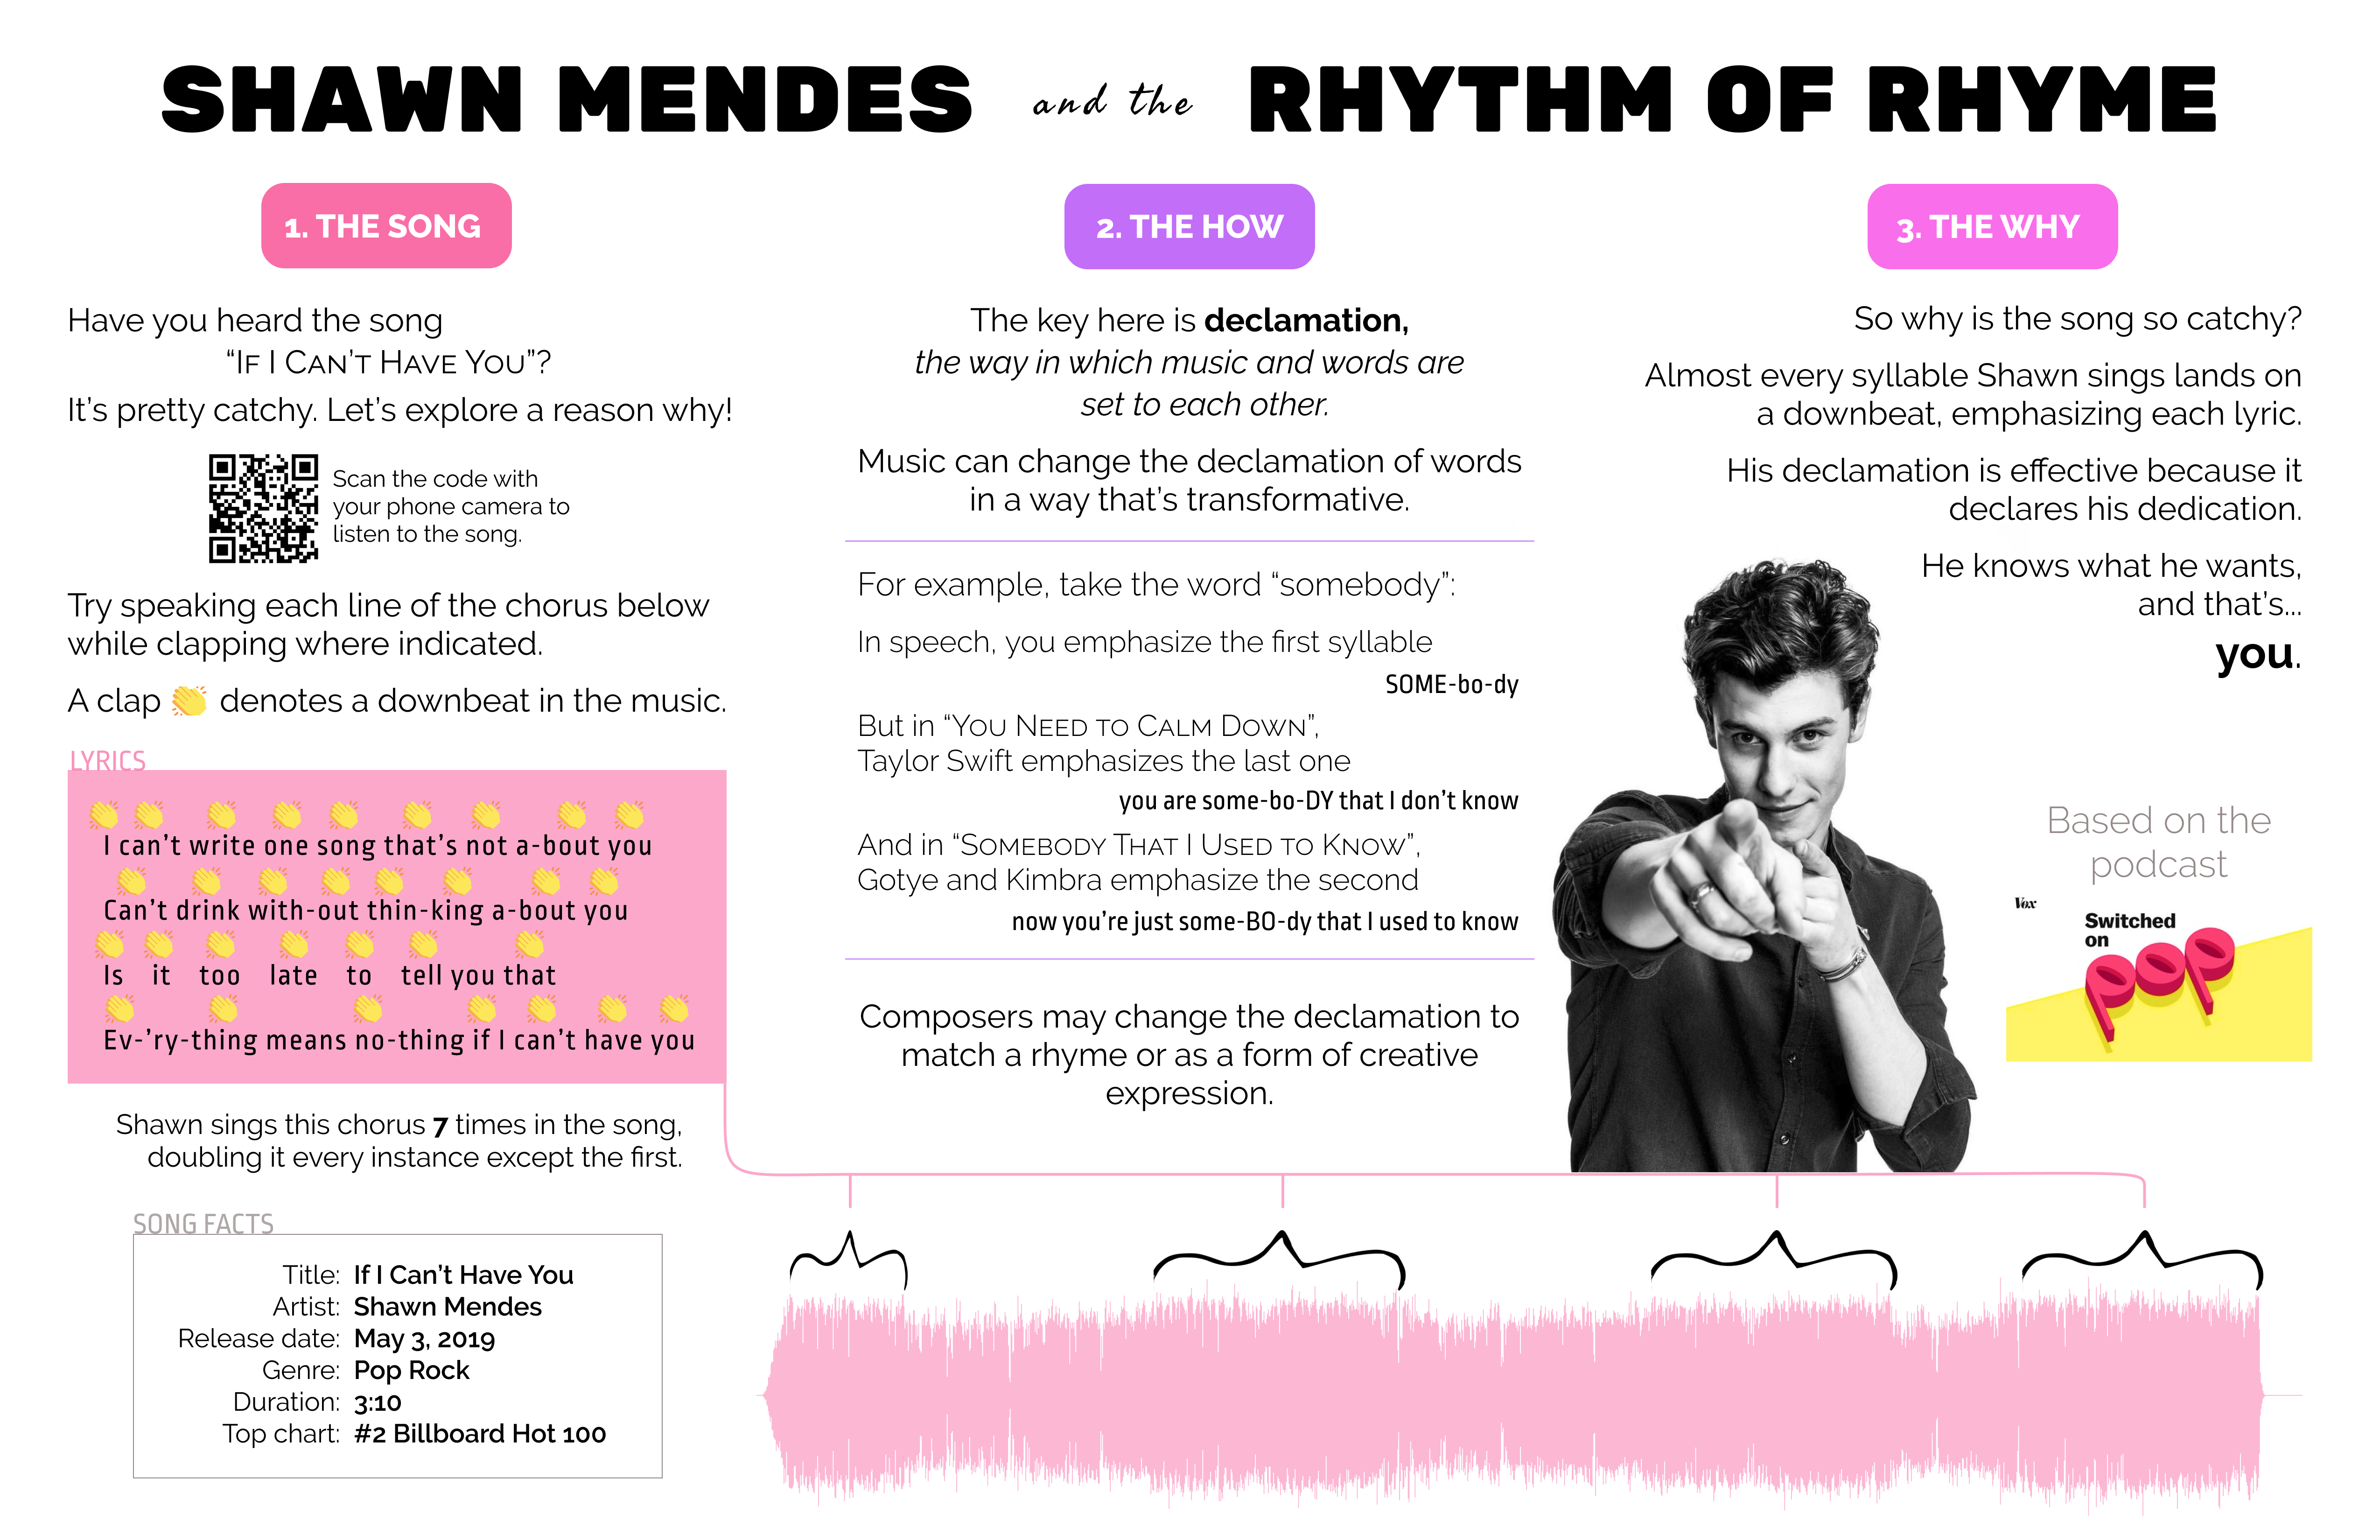 SHAWN MENDES and the RHYTHM OF RHYME
1. THE SONG
Have you heard the song
“IF I CAN’T HAVE YOU”?
It’s pretty catchy. Let’s explore a reason why!
Scan the code with
your phone camera to
listen to the song.
Try speaking each line of the chorus below
while clapping where indicated.
A clap 👏 denotes a downbeat in the music.
LYRICS
👏 👏 👏 👏 👏 👏 👏 👏 👏
I can’t write one song that’s not a-bout you
👏 👏 👏 👏 👏 👏 👏 👏
Can’t drink with-out thin-king a-bout you
👏 👏 👏 👏 👏 👏 👏
Is it too late to tell you that
👏 👏 👏 👏 👏 👏 👏
Ev-’ry-thing means no-thing if I can’t have you
Shawn sings this chorus 7 times in the song,
doubling it every instance except the first.
SONG FACTS
Title: If I Can’t Have You
Artist: Shawn Mendes
Release date: May 3, 2019
Genre: Pop Rock
Duration: 3:10
Top chart: #2 Billboard Hot 100
2. THE HOW
The key here is declamation,
the way in which music and words are
set to each other.
Music can change the declamation of words
in a way that’s transformative.
For example, take the word “somebody”:
In speech, you emphasize the first syllable
SOME-bo-dy
But in “YOU NEED TO CALM DOWN”,
Taylor Swift emphasizes the last one
you are some-bo-DY that I don’t know
And in “SOMEBODY THAT I USED TO KNOW”,
Gotye and Kimbra emphasize the second
now you’re just some-BO-dy that I used to know
Composers may change the declamation to
match a rhyme or as a form of creative
expression.
3. THE WHY
So why is the song so catchy?
Almost every syllable Shawn sings lands on
a downbeat, emphasizing each lyric.
His declamation is effective because it
declares his dedication.
He knows what he wants,
and that’s...
you.
Based on the
podcast
Vox
Switched
on
pop